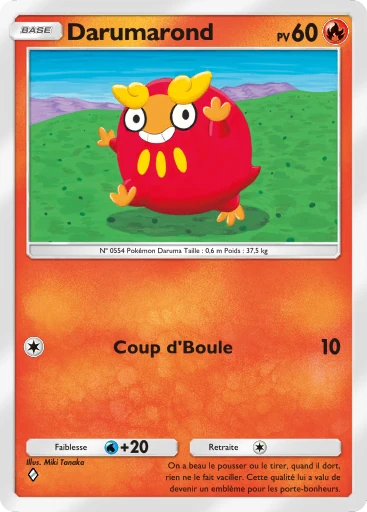 BASE Darumarond PV 60
N° 0554 Pokémon Daruma Taille : 0,6 m Poids : 37,5 kg
Coup d'Boule 10
Faiblesse +20 Retraite
Illus. Miki Tanaka
On a beau le pousser ou le tirer, quand il dort,
rien ne le fait vaciller. Cette qualité lui a valu de
devenir un emblème pour les porte-bonheurs.